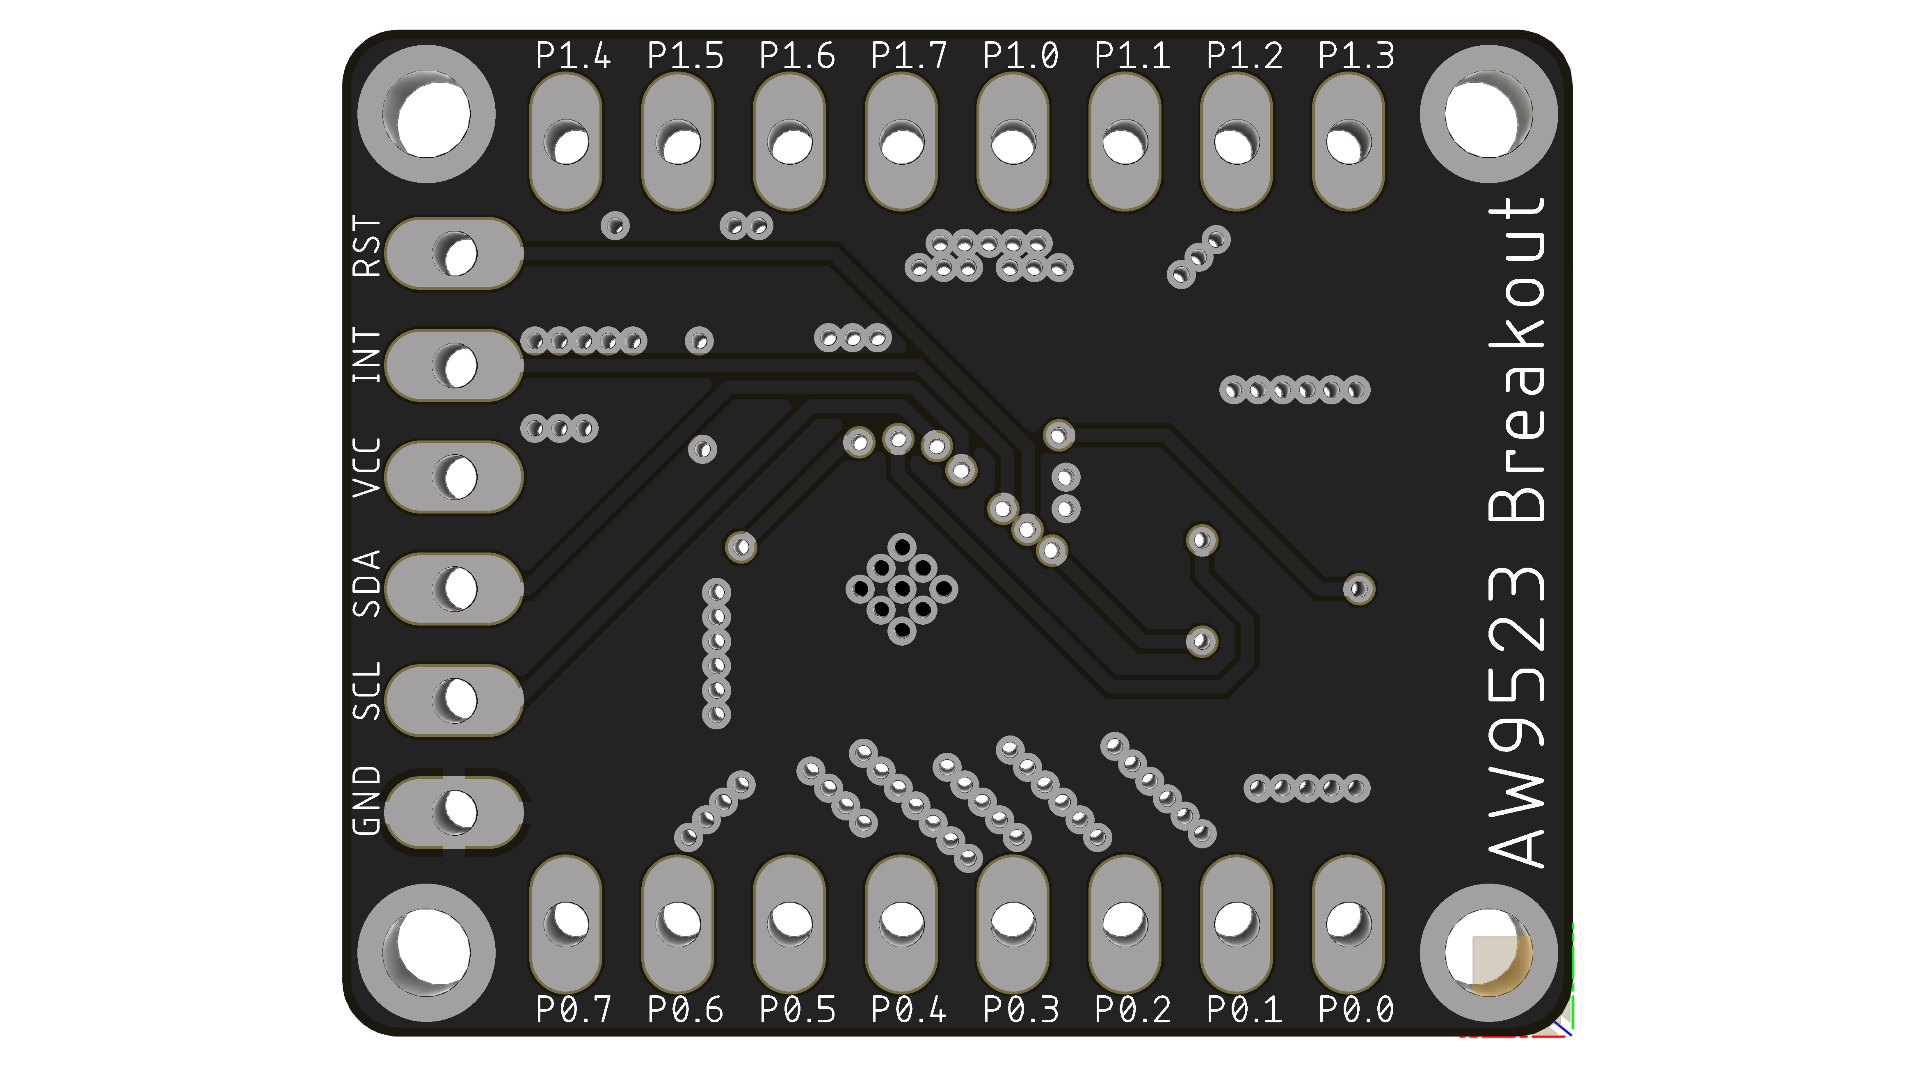 P1.4 P1.5 P1.6 P1.7 P1.0 P1.1 P1.2 P1.3
RST
INT
VCC
SDA
SCL
GND
AW9523 Breakout
P0.7 P0.6 P0.5 P0.4 P0.3 P0.2 P0.1 P0.0